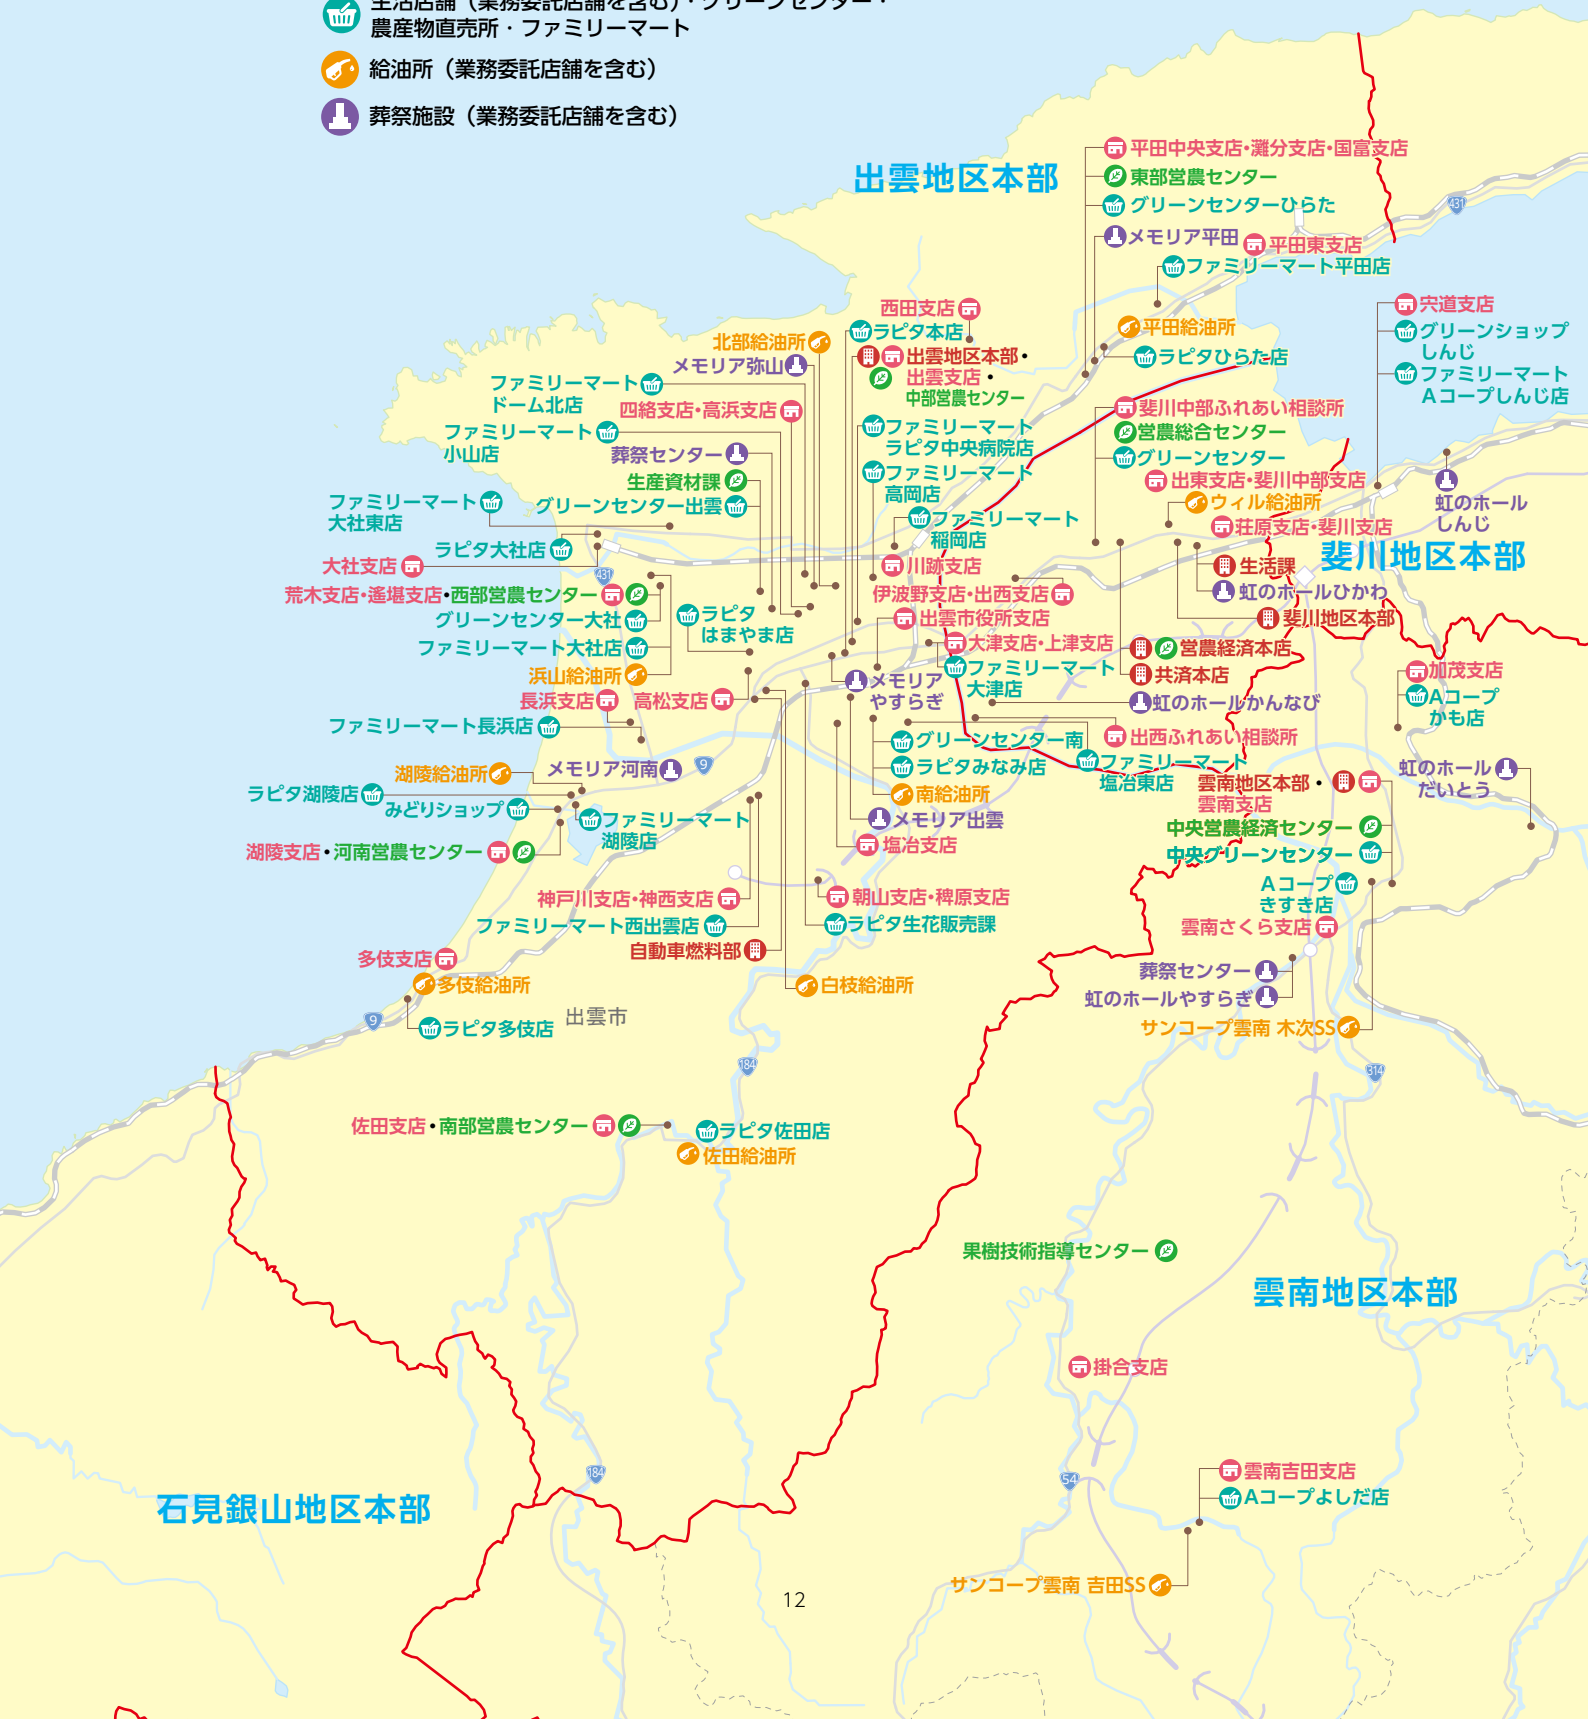 生活店舗（業務委託店舗を含む）・グリーンセンター・
農産物直売所・ファミリーマート
給油所（業務委託店舗を含む）
葬祭施設（業務委託店舗を含む）
出雲地区本部
平田中央支店・灘分支店・国富支店
東部営農センター
グリーンセンターひらた
メモリア平田
平田東支店
ファミリーマート平田店
431
平田給油所
ラピタひらた店
宍道支店
グリーンショップ
しんじ
ファミリーマート
Aコープしんじ店
虹のホール
しんじ
西田支店
ラピタ本店
出雲地区本部・
出雲支店・
中部営農センター
北部給油所
メモリア弥山
ファミリーマート
ドーム北店
四絡支店・高浜支店
ファミリーマート
小山店
葬祭センター
生産資材課
グリーンセンター出雲
ファミリーマート
大社東店
ラピタ大社店
大社支店
431
荒木支店・遙堪支店・西部営農センター
グリーンセンター大社
ファミリーマート大社店
浜山給油所
長浜支店
高松支店
ファミリーマート長浜店
ラピタ
はまやま店
ファミリーマート
ラピタ中央病院店
ファミリーマート
高岡店
ファミリーマート
稲岡店
川跡支店
伊波野支店・出西支店
出雲市役所支店
大津支店・上津支店
ファミリーマート
大津店
メモリア
やすらぎ
斐川中部ふれあい相談所
営農総合センター
グリーンセンター
出東支店・斐川中部支店
ウィル給油所
荘原支店・斐川支店
斐川地区本部
生活課
虹のホールひかわ
斐川地区本部
営農経済本店
共済本店
虹のホールかんなび
出西ふれあい相談所
ファミリーマート
塩冶東店
グリーンセンター南
ラピタみなみ店
南給油所
メモリア出雲
塩冶支店
加茂支店
Aコープ
かも店
虹のホール
だいとう
雲南地区本部・
雲南支店
中央営農経済センター
中央グリーンセンター
Aコープ
きすき店
雲南さくら支店
葬祭センター
虹のホールやすらぎ
サンコープ雲南 木次SS
314
湖陵給油所
メモリア河南
9
ラピタ湖陵店
みどりショップ
ファミリーマート
湖陵店
湖陵支店・河南営農センター
神戸川支店・神西支店
ファミリーマート西出雲店
自動車燃料部
朝山支店・稗原支店
ラピタ生花販売課
白枝給油所
多伎支店
多伎給油所
9
ラピタ多伎店
出雲市
184
佐田支店・南部営農センター
ラピタ佐田店
佐田給油所
果樹技術指導センター
雲南地区本部
掛合支店
54
雲南吉田支店
Aコープよしだ店
サンコープ雲南 吉田SS
184
石見銀山地区本部
12